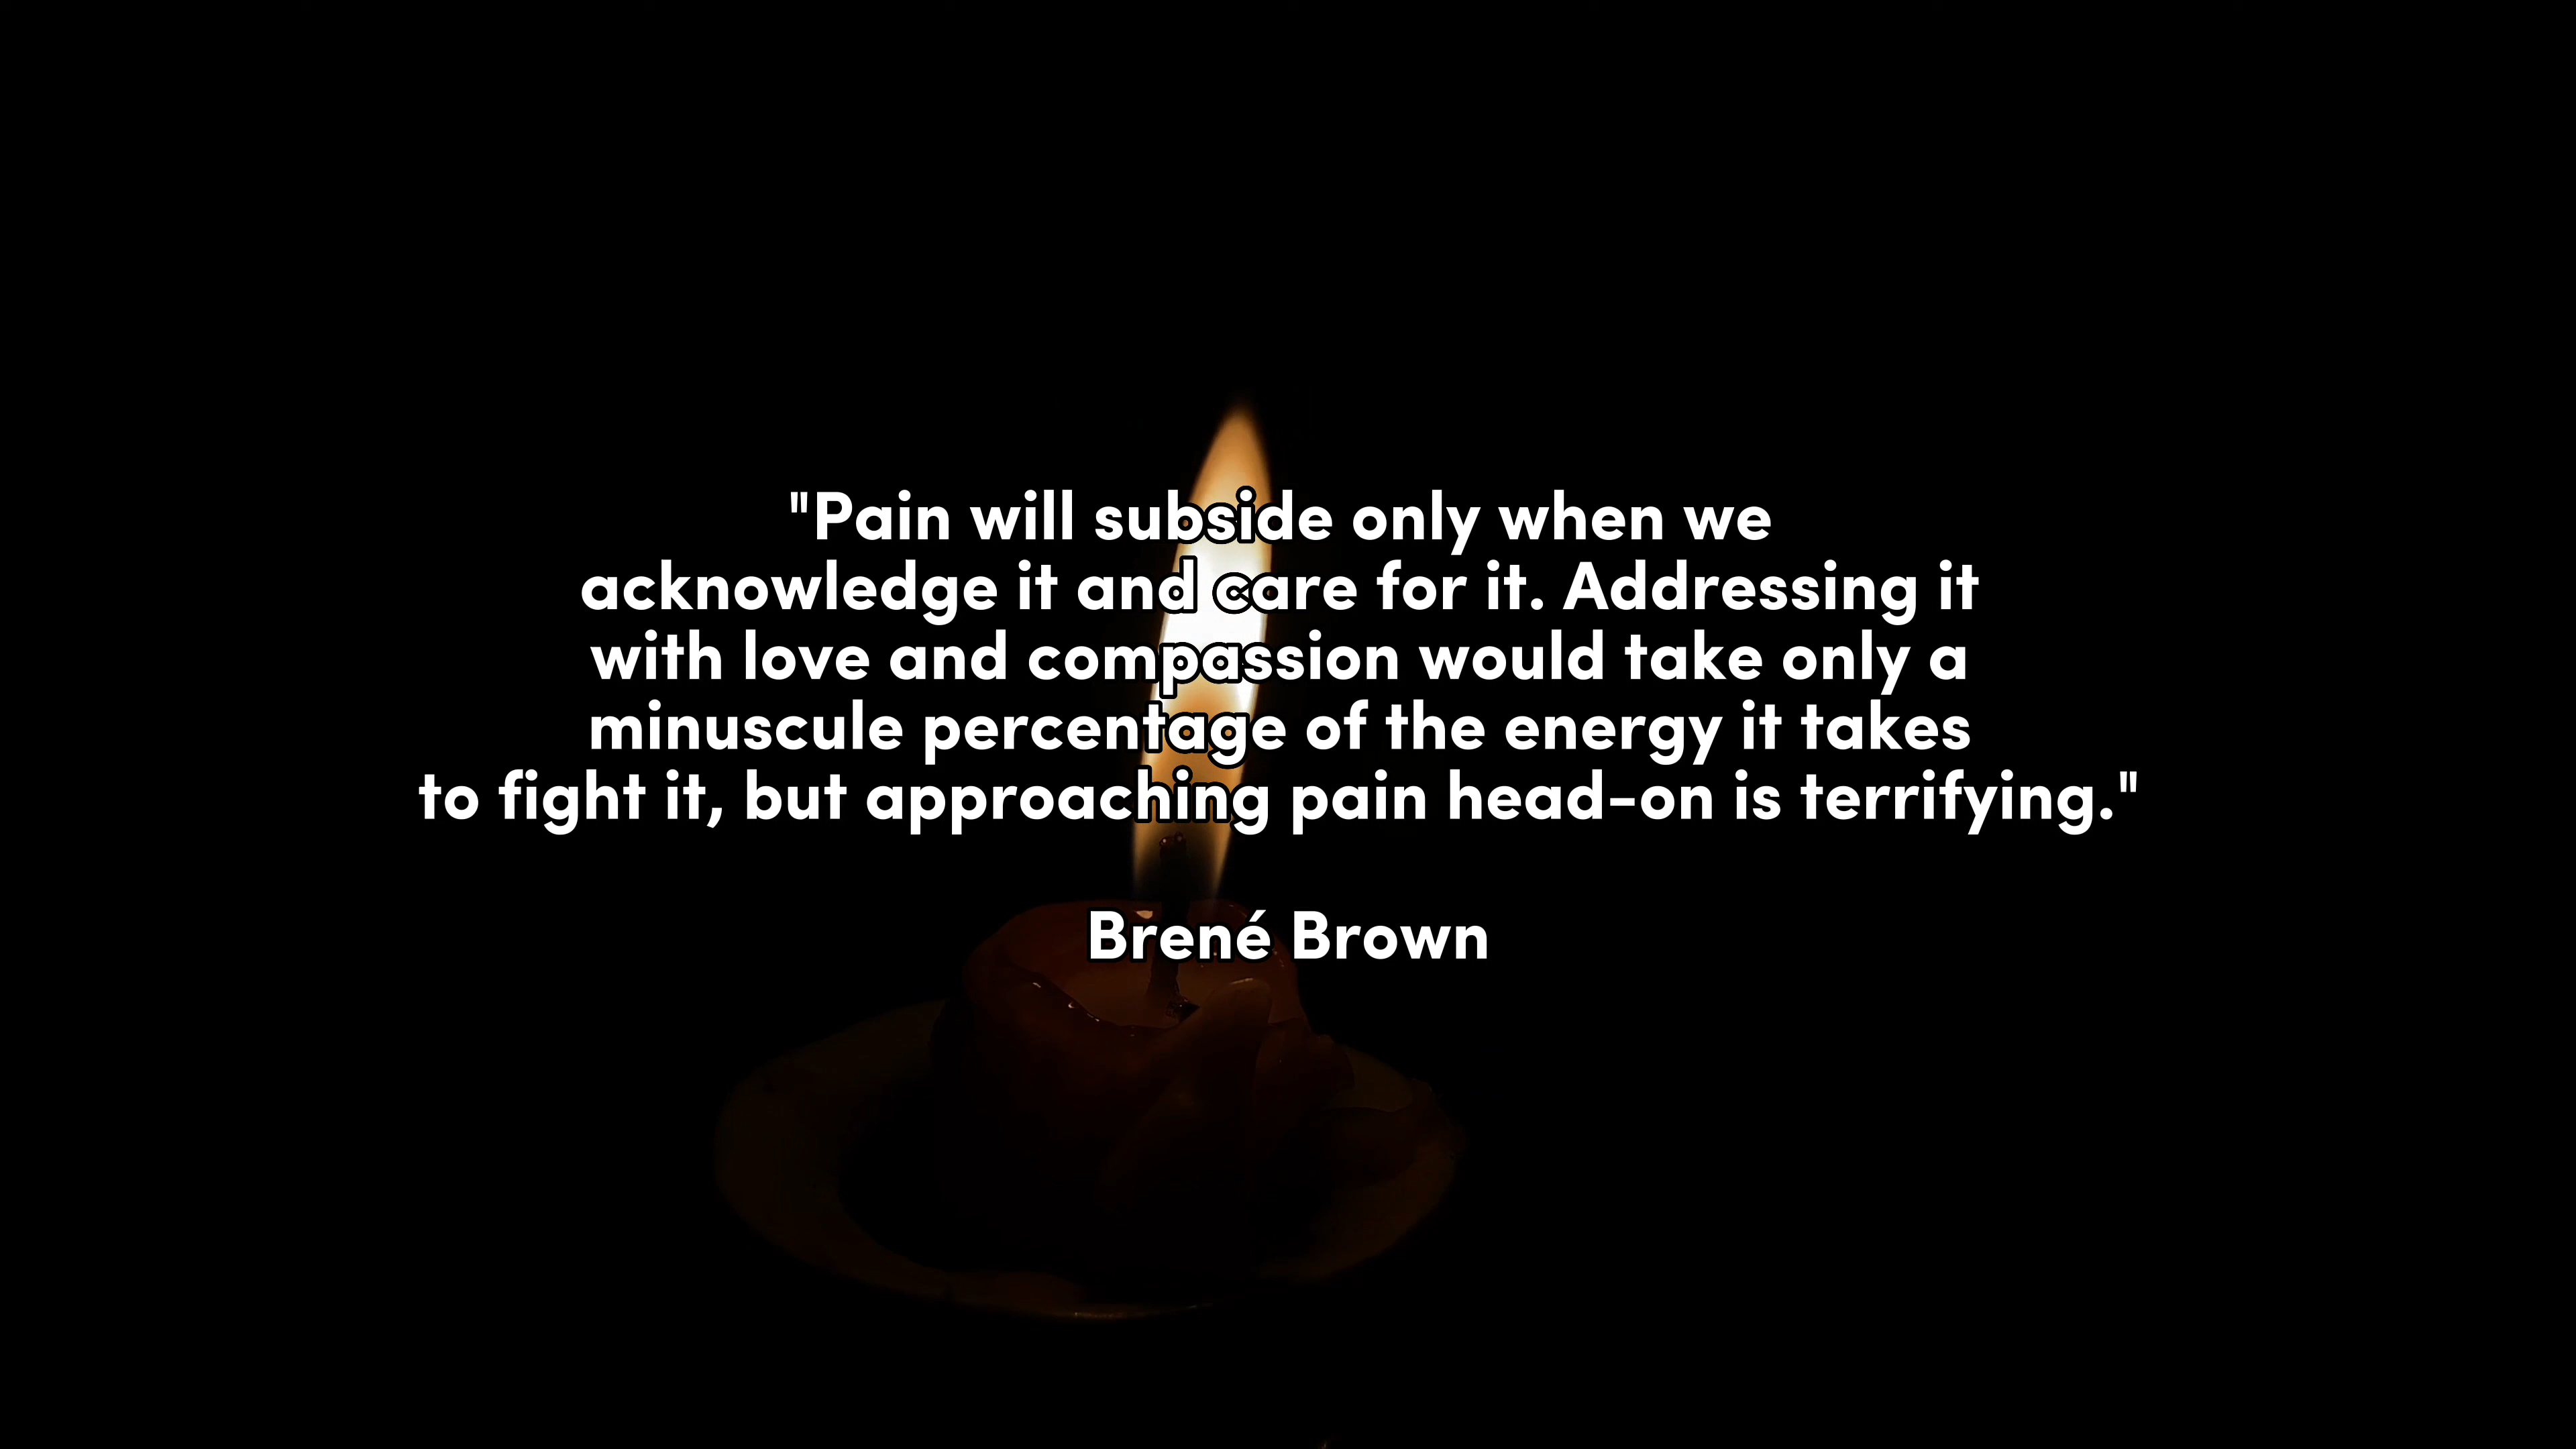 "Pain will subside only when we
acknowledge it and care for it. Addressing it
with love and compassion would take only a
minuscule percentage of the energy it takes
to fight it, but approaching pain head-on is terrifying."
Brené Brown